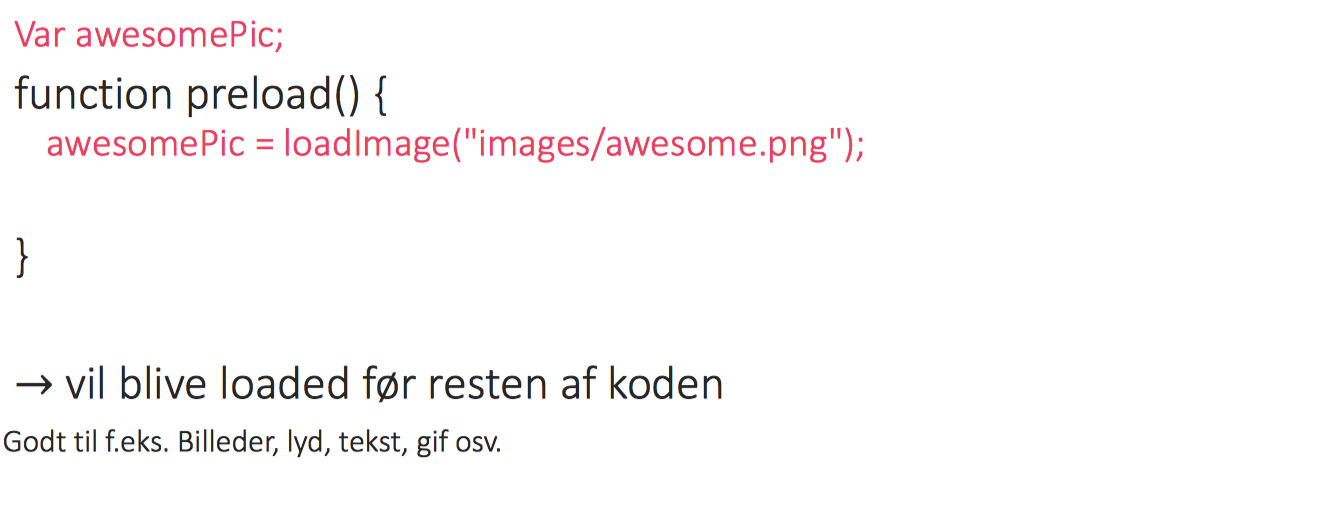 Var awesomePic;
function preload() {
awesomePic = loadImage("images/awesome.png");
}
→ vil blive loaded før resten af koden
Godt til f.eks. Billeder, lyd, tekst, gif osv.